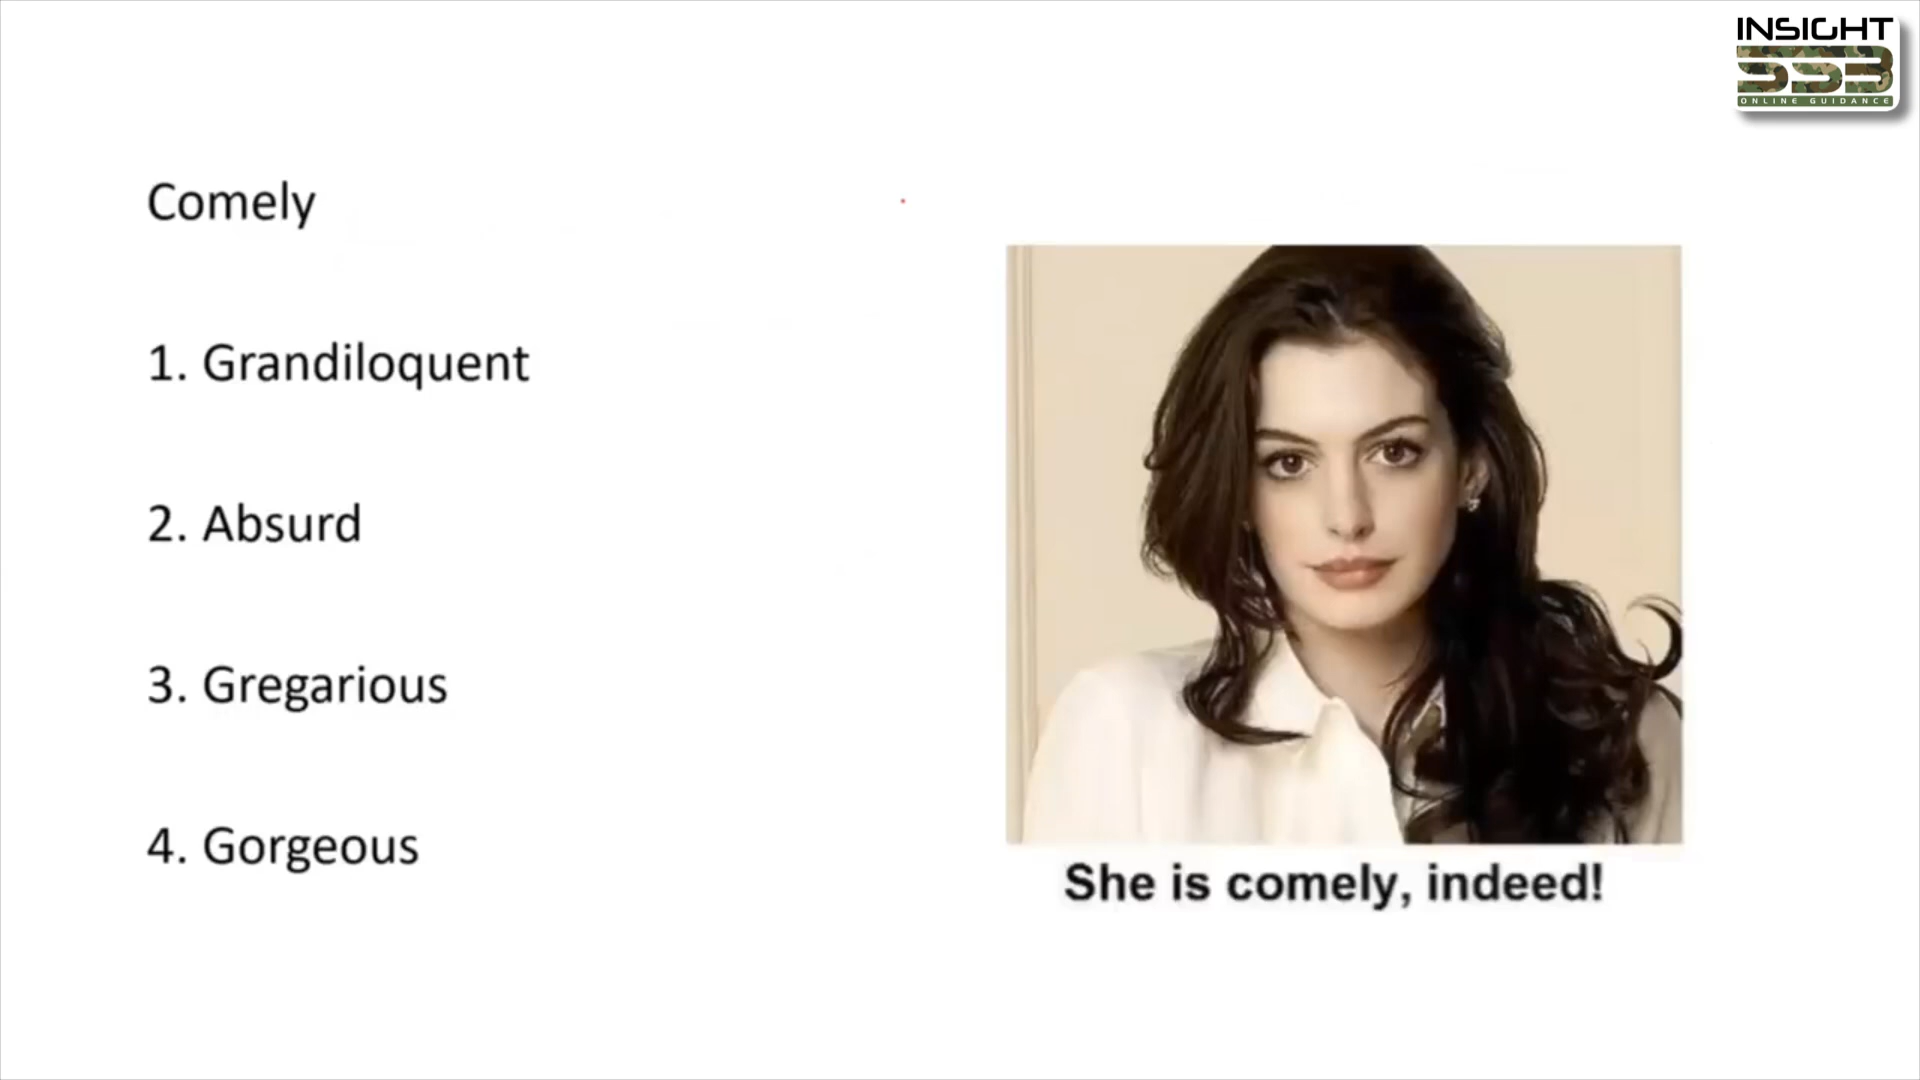 INSIGHT
SSB
ONLINE GUIDANCE
Comely
1. Grandiloquent
2. Absurd
3. Gregarious
4. Gorgeous
She is comely, indeed!